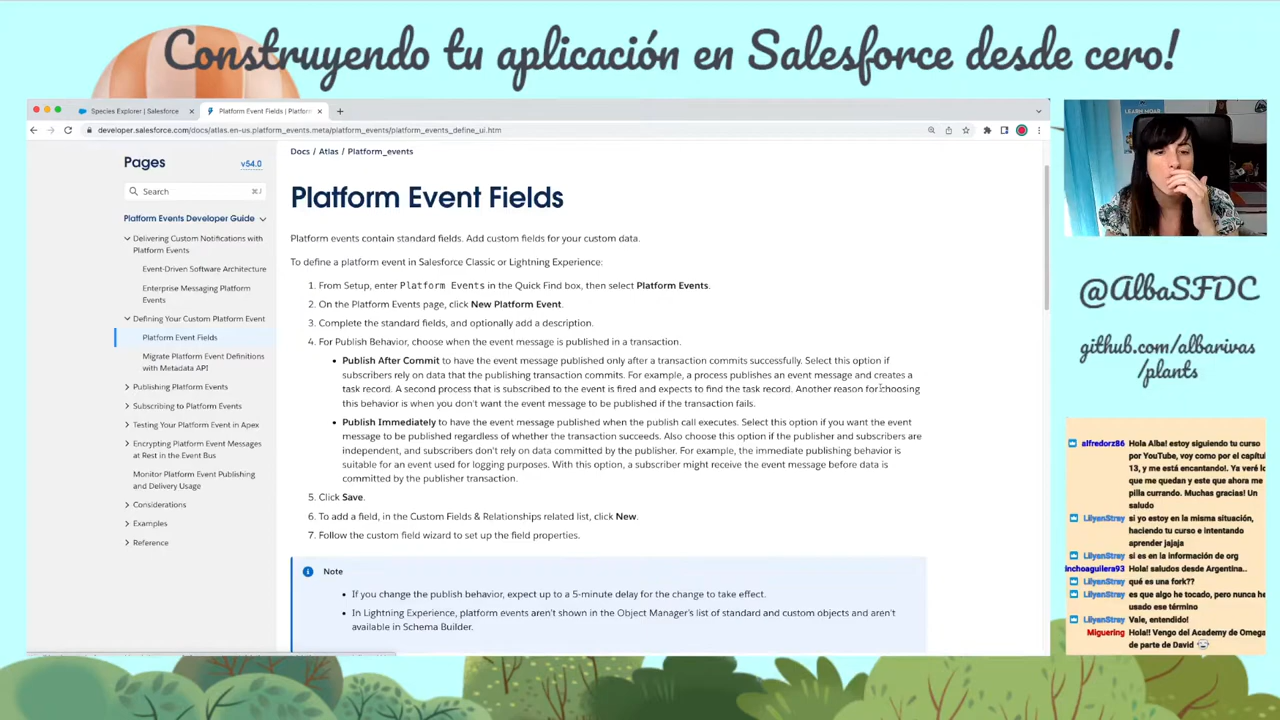 Construyendo tu aplicación en Salesforce desde cero!
Species Explorer | Salesforce
Platform Event Fields | Platform
developer.salesforce.com/docs/atlas.en-us.platform_events.meta/platform_events/platform_events_define_ui.htm
Pages
v54.0
Search
Platform Events Developer Guide
Delivering Custom Notifications with
Platform Events
Event-Driven Software Architecture
Enterprise Messaging Platform
Events
Defining Your Custom Platform Event
Platform Event Fields
Migrate Platform Event Definitions
with Metadata API
Publishing Platform Events
Subscribing to Platform Events
Testing Your Platform Event in Apex
Encrypting Platform Event Messages
at Rest in the Event Bus
Monitor Platform Event Publishing
and Delivery Usage
Considerations
Examples
Reference
Docs / Atlas / Platform_events
Platform Event Fields
Platform events contain standard fields. Add custom fields for your custom data.
To define a platform event in Salesforce Classic or Lightning Experience:
1. From Setup, enter Platform Events in the Quick Find box, then select Platform Events.
2. On the Platform Events page, click New Platform Event.
3. Complete the standard fields, and optionally add a description.
4. For Publish Behavior, choose when the event message is published in a transaction.
• Publish After Commit to have the event message published only after a transaction commits successfully. Select this option if
subscribers rely on data that the publishing transaction commits. For example, a process publishes an event message and creates a
task record. A second process that is subscribed to the event is fired and expects to find the task record. Another reason for choosing
this behavior is when you don't want the event message to be published if the transaction fails.
• Publish Immediately to have the event message published when the publish call executes. Select this option if you want the event
message to be published regardless of whether the transaction succeeds. Also choose this option if the publisher and subscribers are
independent, and subscribers don't rely on data committed by the publisher. For example, the immediate publishing behavior is
suitable for an event used for logging purposes. With this option, a subscriber might receive the event message before data is
committed by the publisher transaction.
5. Click Save.
6. To add a field, in the Custom Fields & Relationships related list, click New.
7. Follow the custom field wizard to set up the field properties.
Note
• If you change the publish behavior, expect up to a 5-minute delay for the change to take effect.
• In Lightning Experience, platform events aren't shown in the Object Manager's list of standard and custom objects and aren't
available in Schema Builder.
@AlbaSFDC
github.com/albarivas
/plants
alfredorz86 Hola Alba! estoy siguiendo tu curso
por YouTube, voy como por el capítul
13, y me está encantando!. Ya veré lo
que me quedan y este que ahora me
pilla currando. Muchas gracias! Un
saludo
LilyanStray si yo estoy en la misma situación,
haciendo tu curso e intentando
aprender jajaja
LilyanStray si es en la información de org
inchoaguilera93 Hola! saludos desde Argentina..
LilyanStray qué es una fork??
LilyanStray es que algo he tocado, pero nunca he
usado ese término
LilyanStray Vale, entendido!
Miguering Hola!! Vengo del Academy de Omega
de parte de David